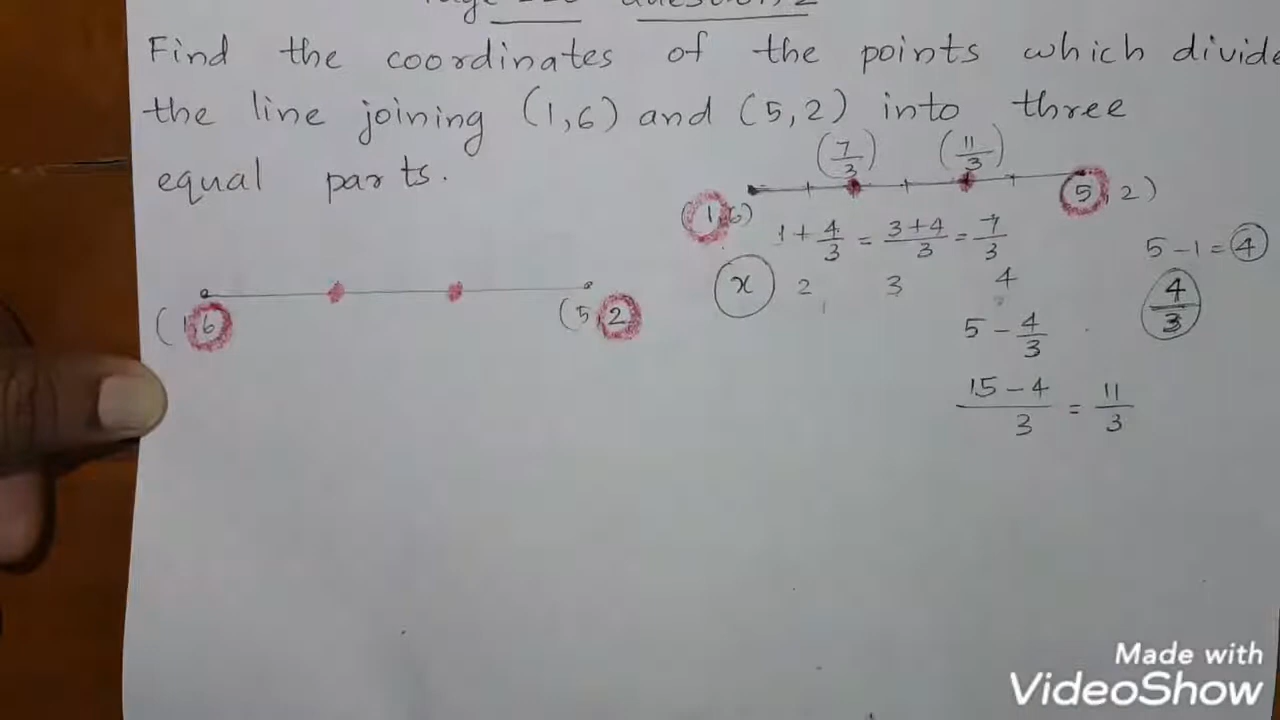 Find the coordinates of the points which divide
the line joining (1,6) and (5,2) into three
equal parts.
(7/3) (11/3)
(1,6) (5,2)
1 + 4/3 = 3+4/3 = 7/3
5 - 1 = 4
x 2 3 4
4/3
5 - 4/3
15 - 4/3 = 11/3
(1,6) (5,2)
Made with
VideoShow